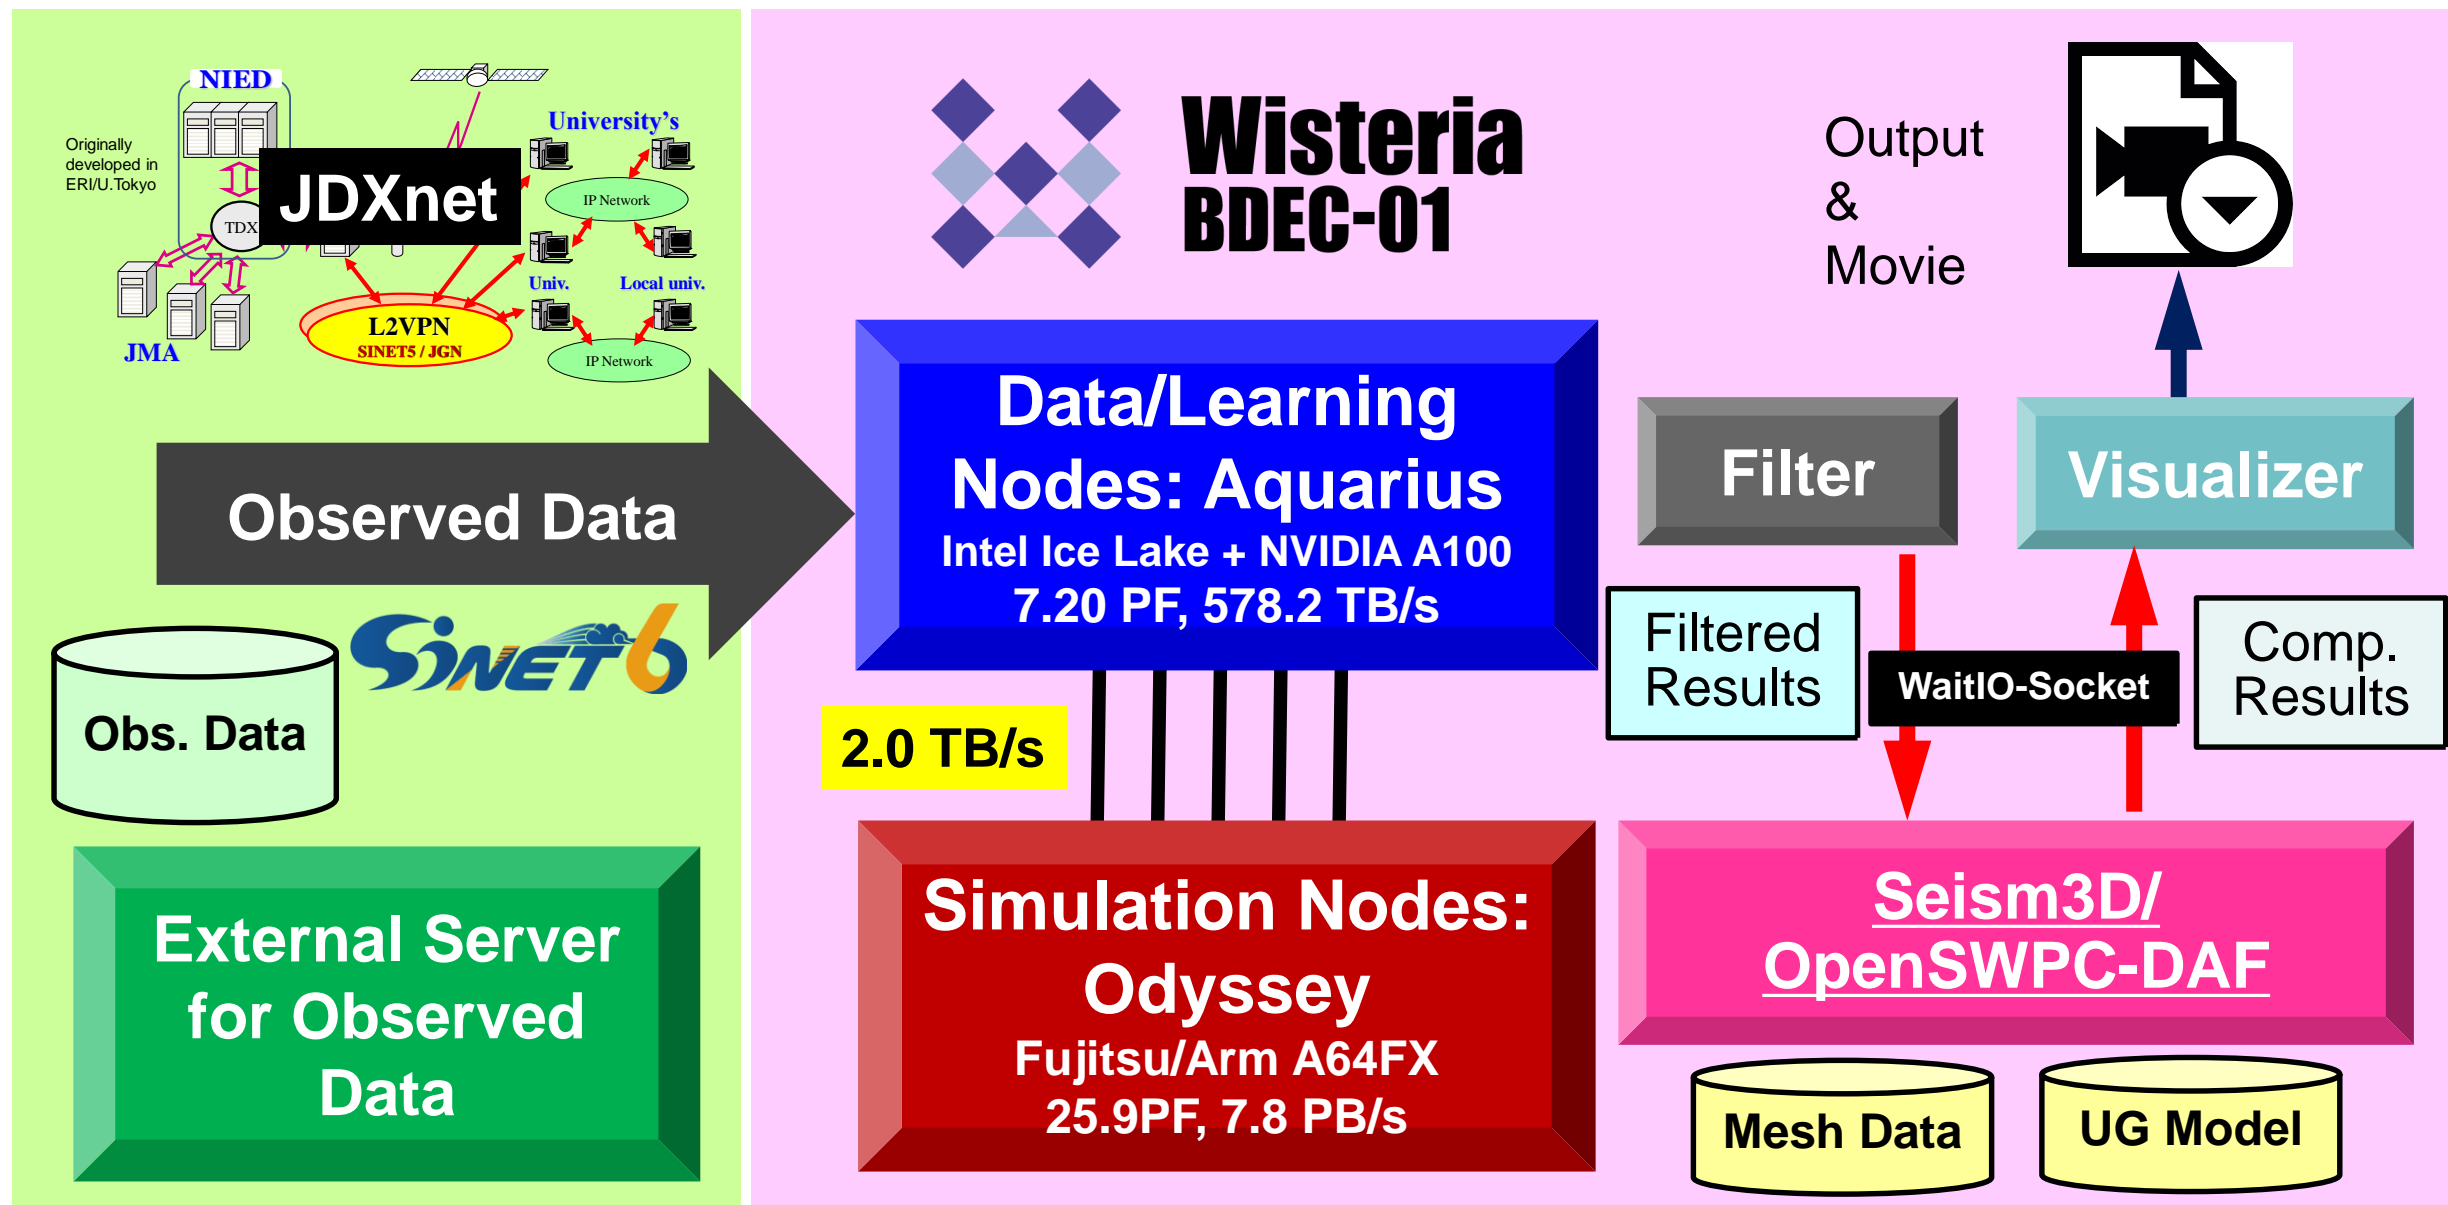 NIED
Originally
developed in
ERI/U.Tokyo
University's
JDXnet
TDX
IP Network
Univ.
Local univ.
L2VPN
SINET5 / JGN
JMA
IP Network
Observed Data
SINET6
Obs. Data
External Server
for Observed
Data
Wisteria
BDEC-01
Data/Learning
Nodes: Aquarius
Intel Ice Lake + NVIDIA A100
7.20 PF, 578.2 TB/s
2.0 TB/s
Simulation Nodes:
Odyssey
Fujitsu/Arm A64FX
25.9PF, 7.8 PB/s
Output
&
Movie
Filter
Visualizer
Filtered
Results
WaitIO-Socket
Comp.
Results
Seism3D/
OpenSWPC-DAF
Mesh Data
UG Model